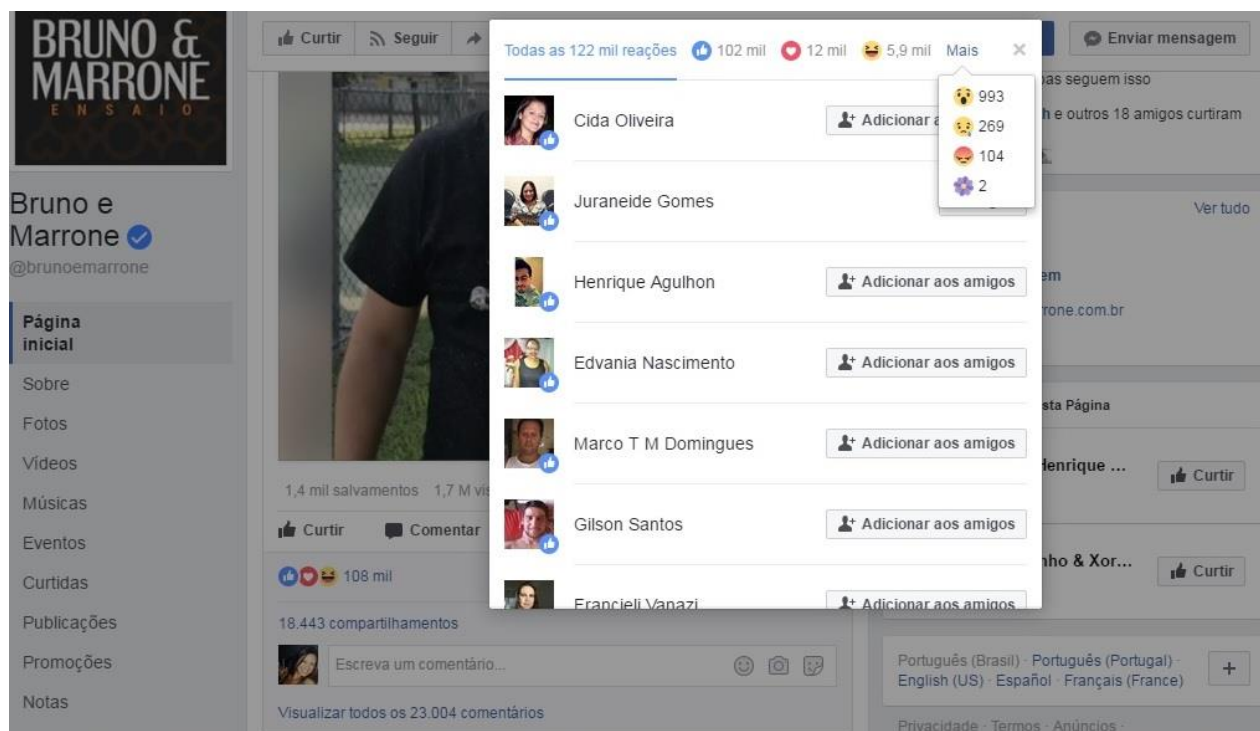 BRUNO &
MARRONE
ENSAIO
Bruno e
Marrone
@brunoemarrone
Página
inicial
Sobre
Fotos
Vídeos
Músicas
Eventos
Curtidas
Publicações
Promoções
Notas
Curtir Seguir
1,4 mil salvamentos 1,7 M
Curtir Comentar
108 mil
18.443 compartilhamentos
Escreva um comentário...
Visualizar todos os 23.004 comentários
Todas as 122 mil reações 102 mil 12 mil 5,9 mil Mais ×
993
269
104
2
Cida Oliveira Adicionar
Juraneide Gomes
Henrique Agulhon Adicionar aos amigos
Edvania Nascimento Adicionar aos amigos
Marco T M Domingues Adicionar aos amigos
Gilson Santos Adicionar aos amigos
Francieli Vanazi Adicionar aos amigos
Enviar mensagem
seguem isso
e outros 18 amigos curtiram
Ver tudo
rone.com.br
sta Página
Henrique ...
Curtir
nho & Xor...
Curtir
Português (Brasil) · Português (Portugal) ·
English (US) · Español · Français (France)
+
Privacidade · Termos · Anúncios ·